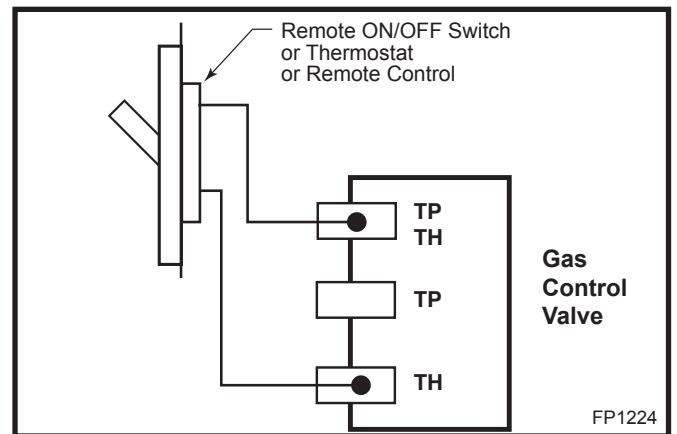 Remote ON/OFF Switch
or Thermostat
or Remote Control
TP
TH
TP
TH
Gas
Control
Valve
FP1224